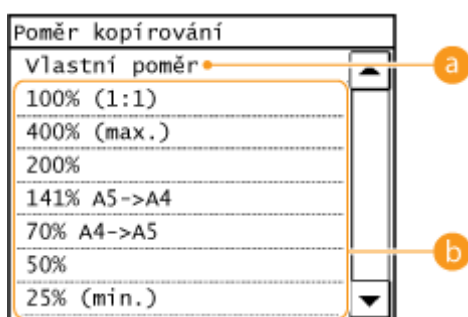 Poměr kopírování
Vlastní poměr
a
100% (1:1)
400% (max.)
200%
141% A5->A4
70% A4->A5
b
50%
25% (min.)